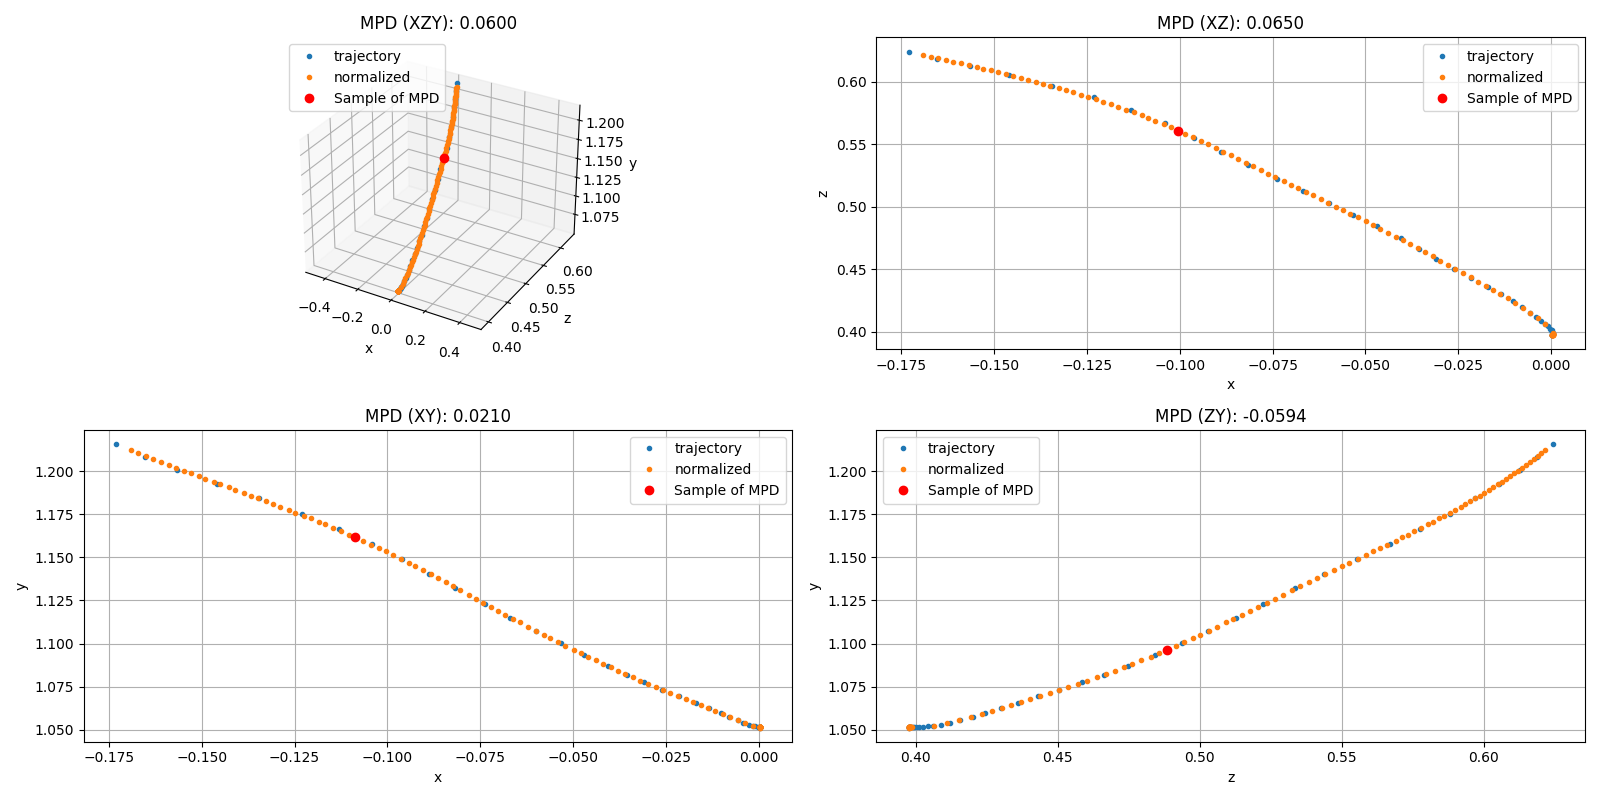 MPD (XZY): 0.0600
trajectory
normalized
Sample of MPD
1.200
1.175
1.150
1.125
1.100
1.075
y
0.60
0.55
0.50
0.45
0.40
z
−0.4
−0.2
0.0
0.2
0.4
x
MPD (XZ): 0.0650
trajectory
normalized
Sample of MPD
0.60
0.55
0.50
0.45
0.40
z
−0.175 −0.150 −0.125 −0.100 −0.075 −0.050 −0.025 0.000
x
MPD (XY): 0.0210
trajectory
normalized
Sample of MPD
1.200
1.175
1.150
1.125
1.100
1.075
1.050
y
−0.175 −0.150 −0.125 −0.100 −0.075 −0.050 −0.025 0.000
x
MPD (ZY): -0.0594
trajectory
normalized
Sample of MPD
1.200
1.175
1.150
1.125
1.100
1.075
1.050
y
0.40 0.45 0.50 0.55 0.60
z